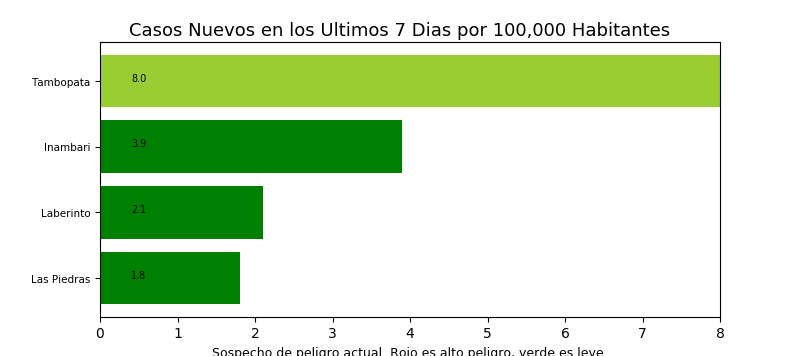 Casos Nuevos en los Ultimos 7 Dias por 100,000 Habitantes
Tambopata 8.0
Inambari 3.9
Laberinto 2.1
Las Piedras 1.8
0 1 2 3 4 5 6 7 8
Sospecho de peligro actual. Rojo es alto peligro, verde es leve